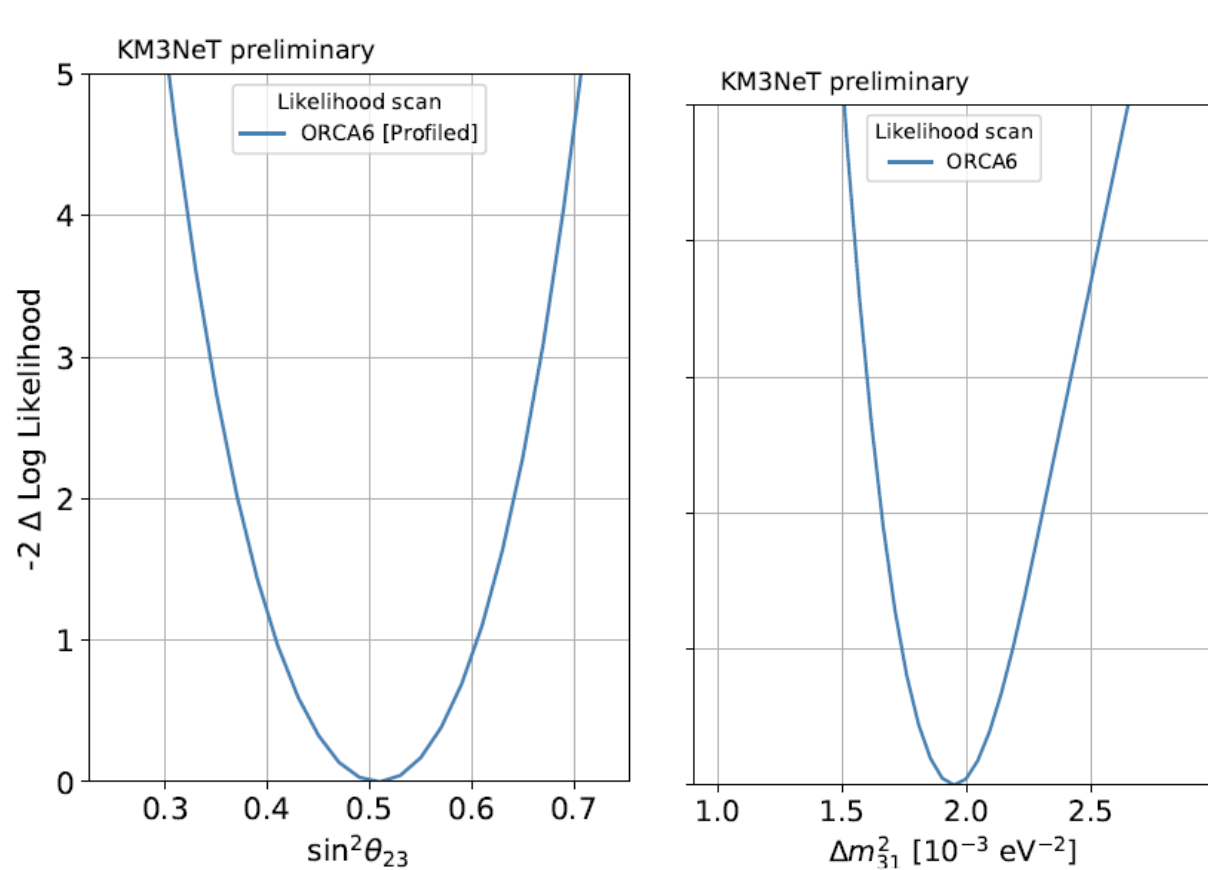 KM3NeT preliminary
5
4
3
2
1
0
-2 Δ Log Likelihood
Likelihood scan
ORCA6 [Profiled]
0.3 0.4 0.5 0.6 0.7
sin²θ₂₃
KM3NeT preliminary
Likelihood scan
ORCA6
1.0 1.5 2.0 2.5
Δm²₃₁ [10⁻³ eV⁻²]